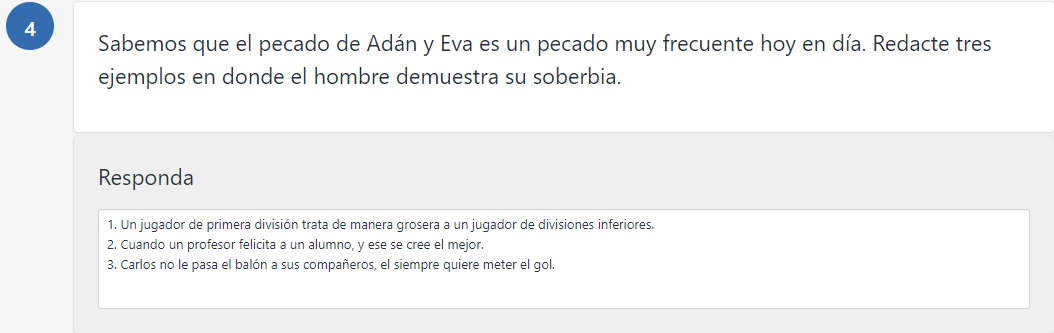 4
Sabemos que el pecado de Adán y Eva es un pecado muy frecuente hoy en día. Redacte tres
ejemplos en donde el hombre demuestra su soberbia.
Responda
1. Un jugador de primera división trata de manera grosera a un jugador de divisiones inferiores.
2. Cuando un profesor felicita a un alumno, y ese se cree el mejor.
3. Carlos no le pasa el balón a sus compañeros, el siempre quiere meter el gol.